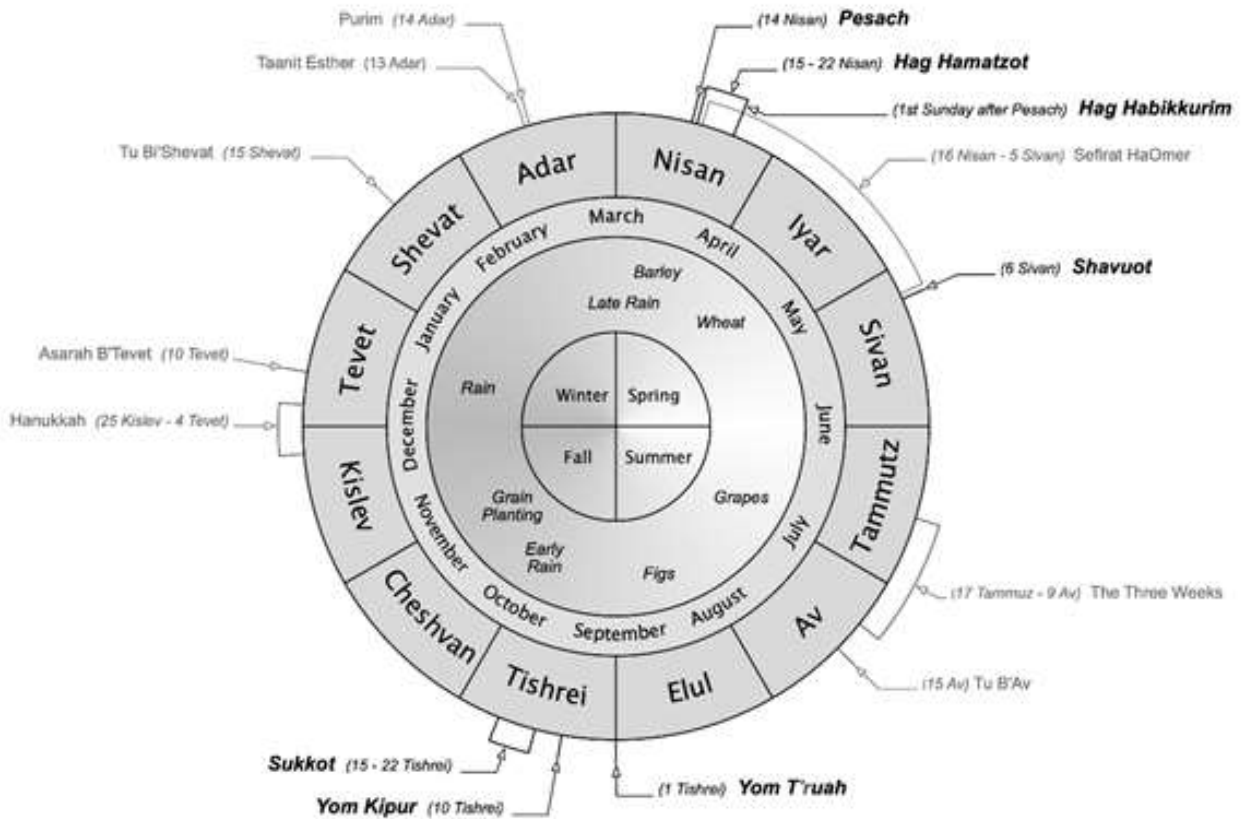 Purim (14 Adar)
Taanit Esther (13 Adar)
Tu Bi'Shevat (15 Shevat)
Asarah B'Tevet (10 Tevet)
Hanukkah (25 Kislev - 4 Tevet)
(14 Nisan) Pesach
(15 - 22 Nisan) Hag Hamatzot
(1st Sunday after Pesach) Hag Habikkurim
(16 Nisan - 5 Sivan) Sefirat HaOmer
(6 Sivan) Shavuot
(17 Tammuz - 9 Av) The Three Weeks
(15 Av) Tu B'Av
(1 Tishrei) Yom T'ruah
Yom Kipur (10 Tishrei)
Sukkot (15 - 22 Tishrei)
Nisan
Iyar
Sivan
Tammutz
Av
Elul
Tishrei
Cheshvan
Kislev
Tevet
Shevat
Adar
March
April
May
June
July
August
September
October
November
December
January
February
Barley
Late Rain
Wheat
Grapes
Figs
Early
Rain
Grain
Planting
Rain
Winter
Spring
Fall
Summer